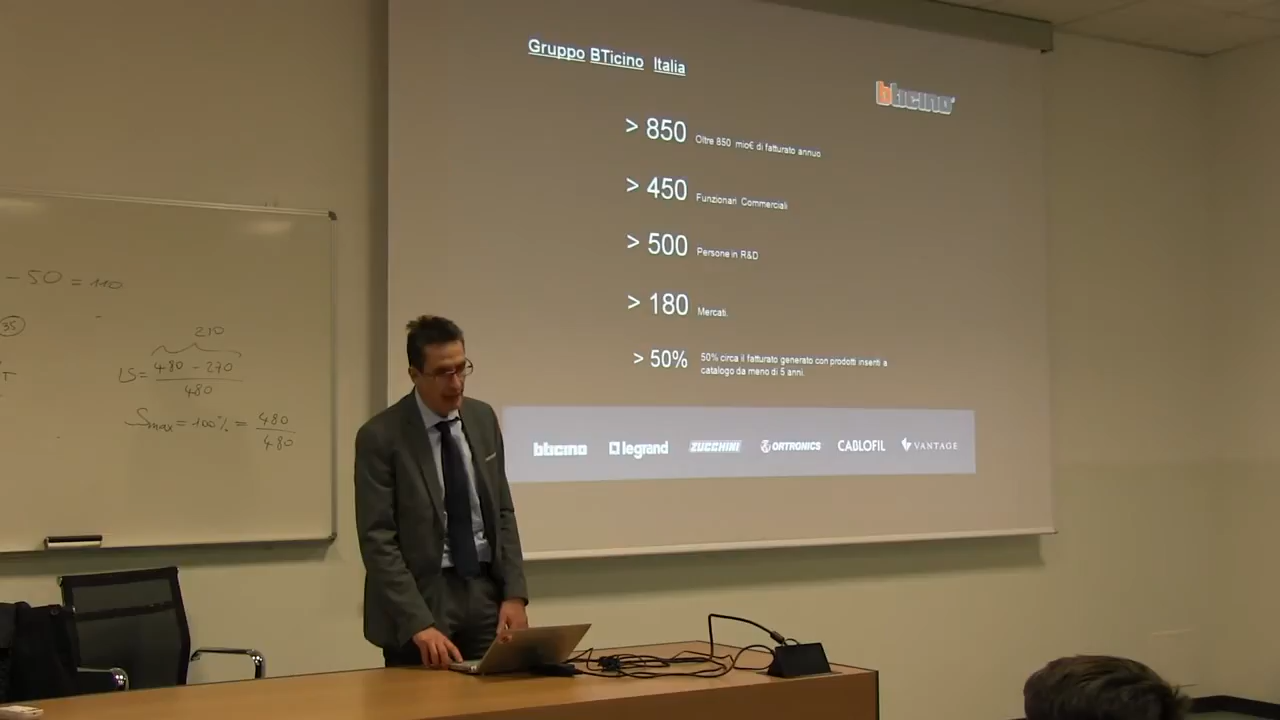 Gruppo BTicino Italia
bticino
> 850 Oltre 850 mio€ di fatturato annuo
> 450 Funzionari Commerciali
> 500 Persone in R&D
> 180 Mercati.
> 50% 50% circa il fatturato generato con prodotti inseriti a
catalogo da meno di 5 anni.
bticino legrand ZUCCHINI ORTRONICS CABLOFIL VANTAGE
- 50 = 110
35
T
210
LS = 480 - 270
480
Smax = 100% = 480
480